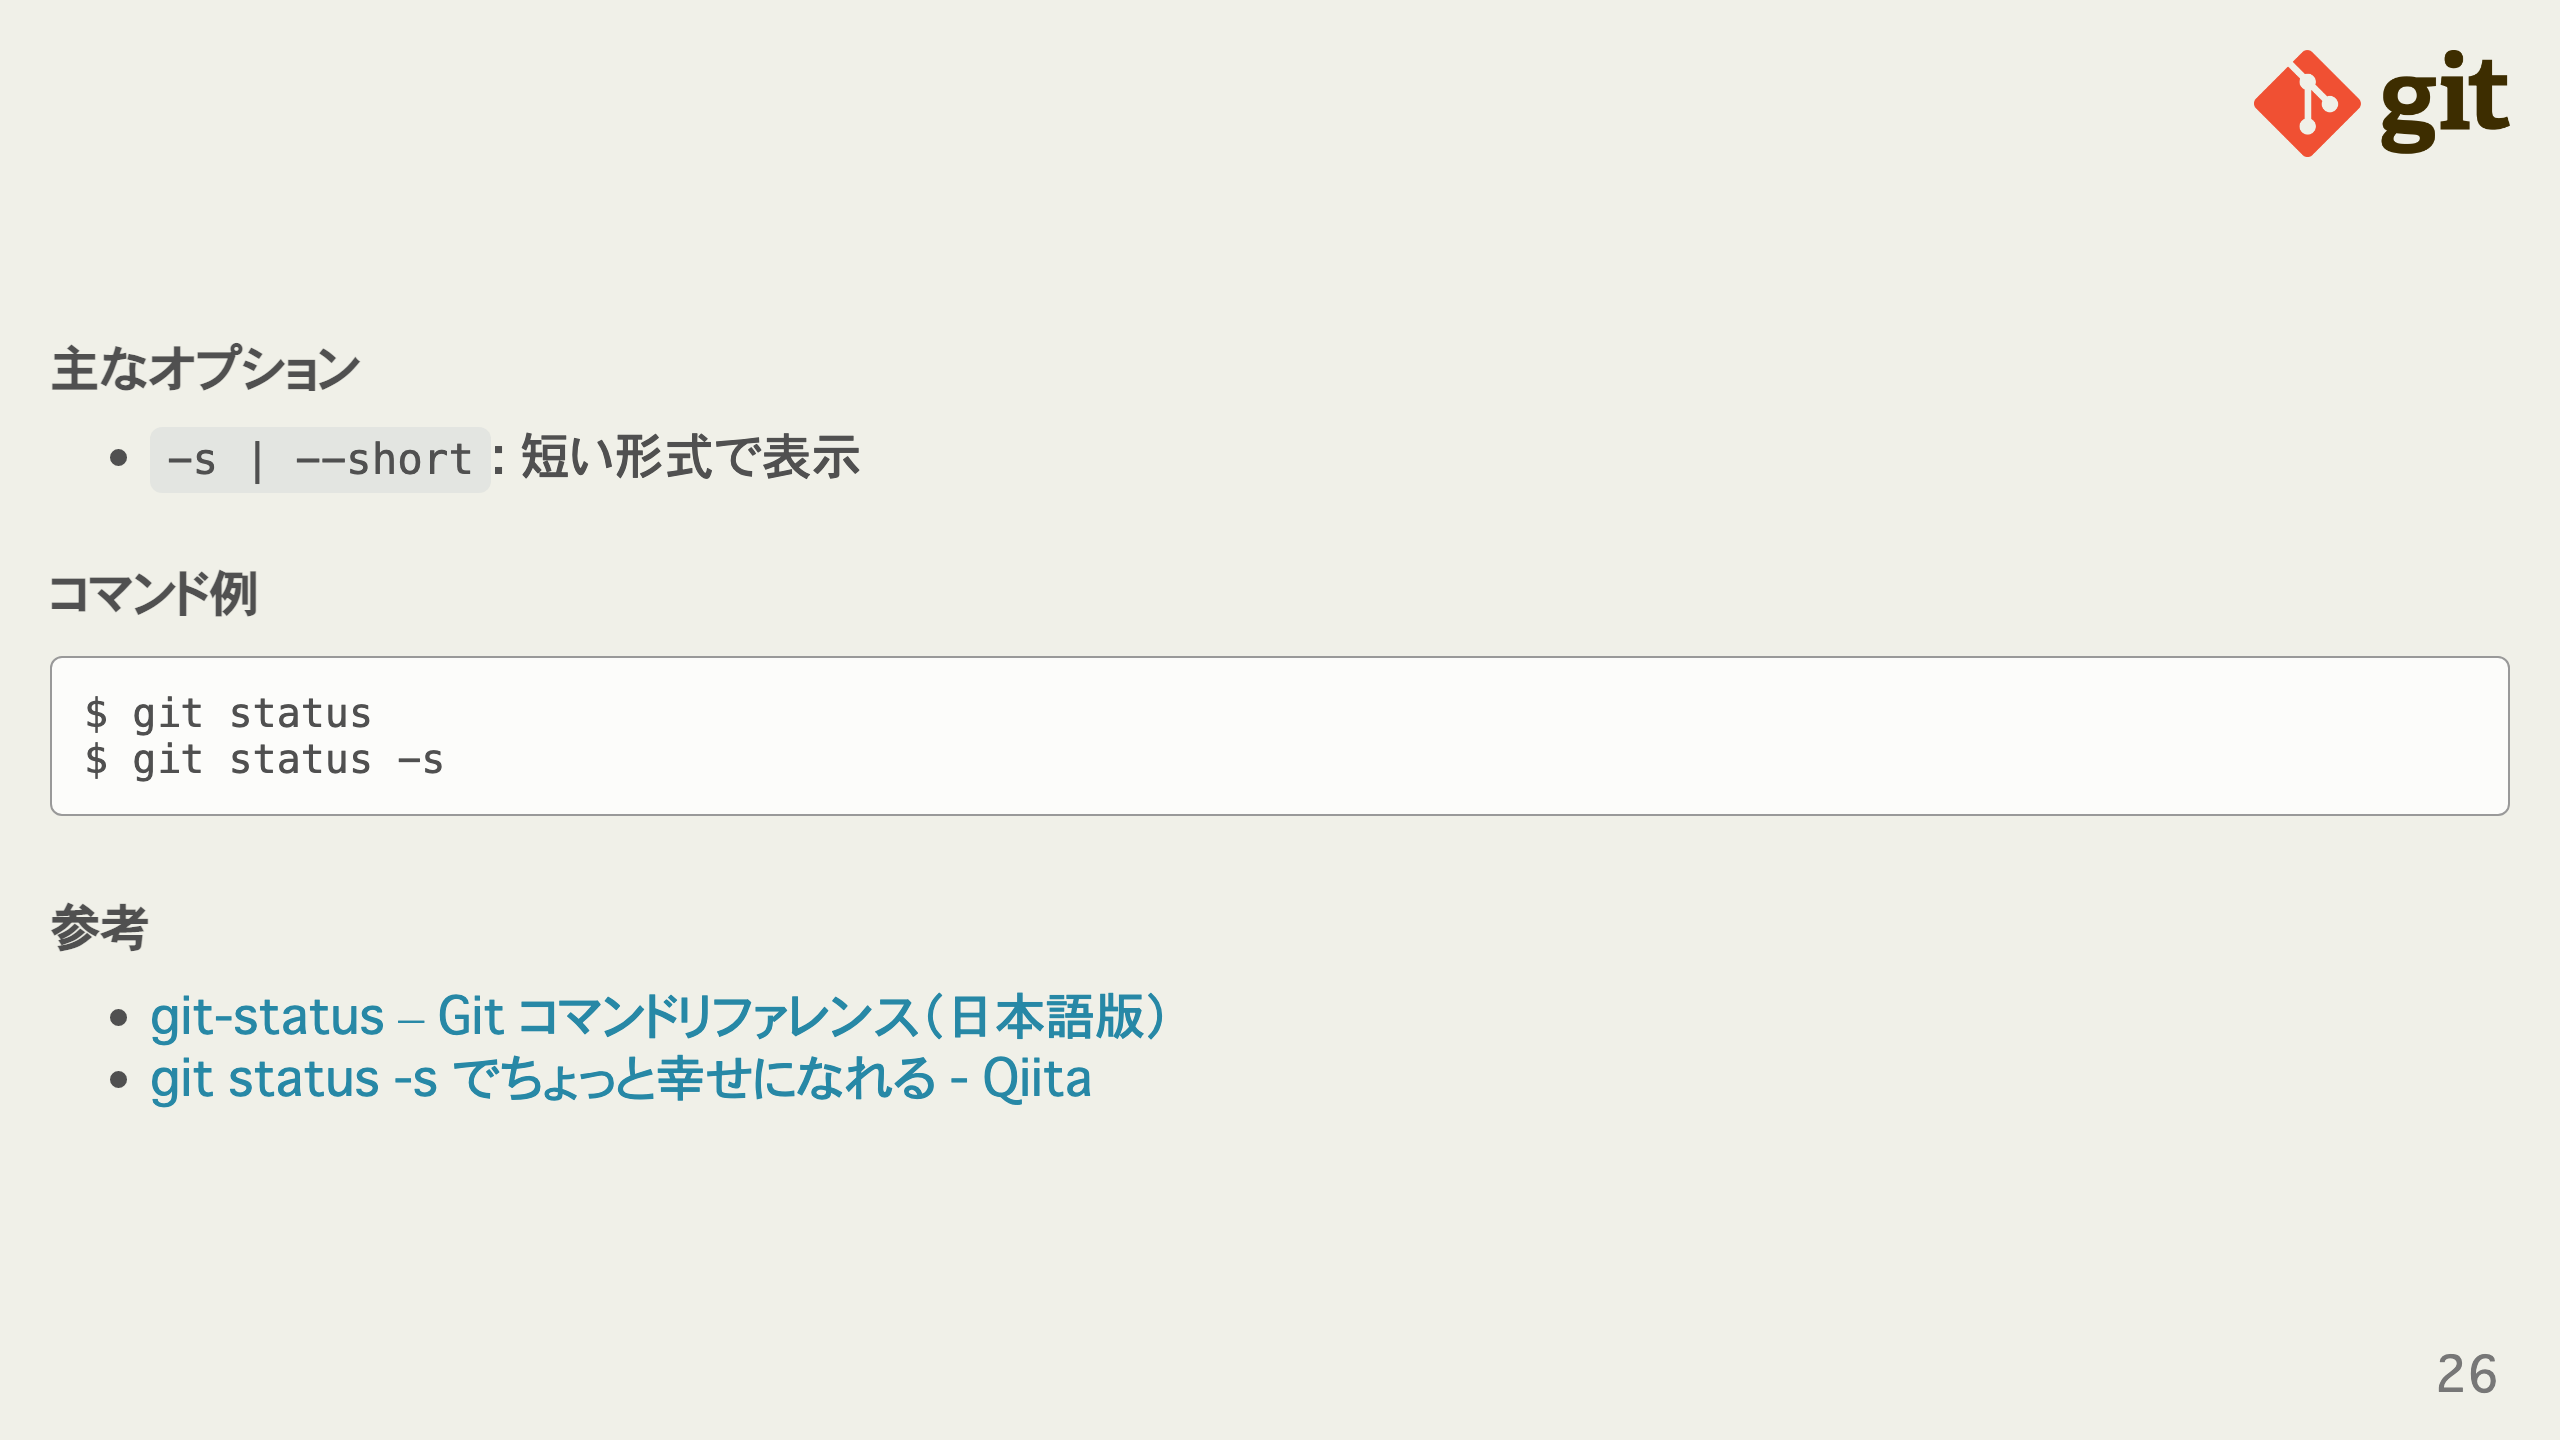 git
主なオプション
-s | --short : 短い形式で表示
コマンド例
$ git status
$ git status -s
参考
git-status – Git コマンドリファレンス（日本語版）
git status -s でちょっと幸せになれる - Qiita
26